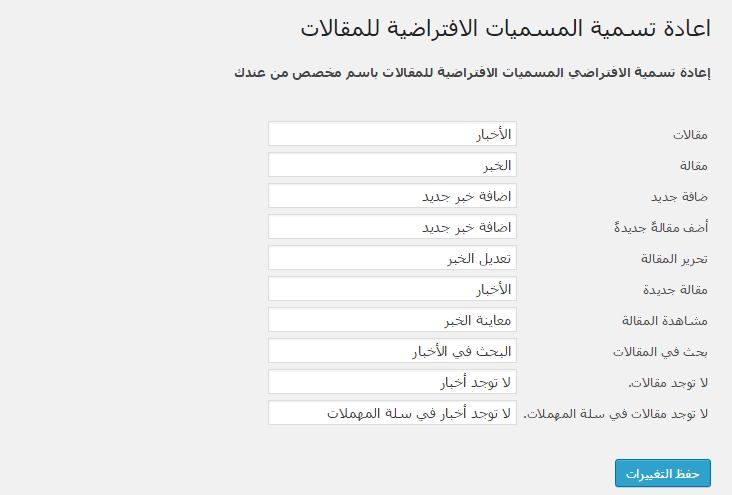 اعادة تسمية المسميات الافتراضية للمقالات
إعادة تسمية الافتراضي المسميات الافتراضية للمقالات باسم مخصص من عندك
مقالات الأخبار
مقالة الخبر
ضافة جديد اضافة خبر جديد
أضف مقالةً جديدةً اضافة خبر جديد
تحرير المقالة تعديل الخبر
مقالة جديدة الأخبار
مشاهدة المقالة معاينة الخبر
بحث في المقالات البحث في الأخبار
لا توجد مقالات. لا توجد أخبار
لا توجد مقالات في سلة المهملات. لا توجد أخبار في سلة المهملات
حفظ التغييرات